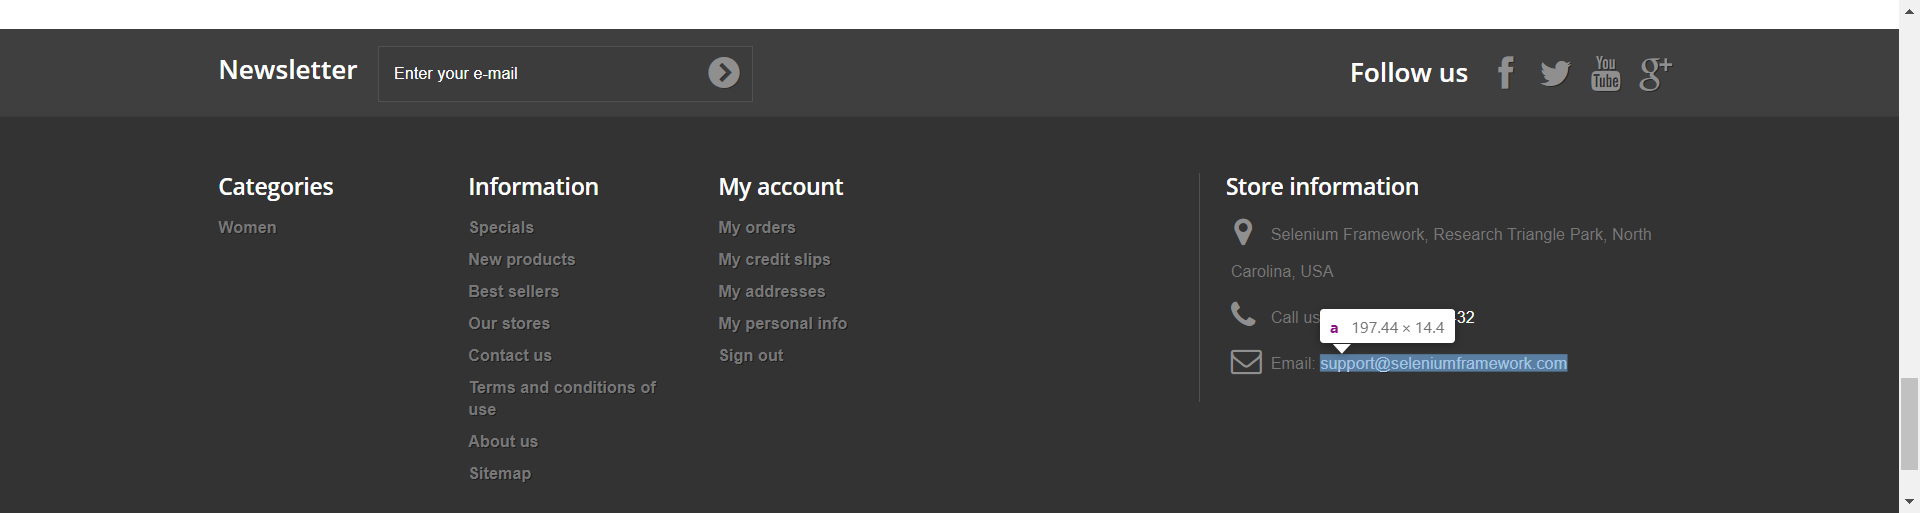 Newsletter
Enter your e-mail
Follow us
You
Tube
g+
Categories
Women
Information
Specials
New products
Best sellers
Our stores
Contact us
Terms and conditions of
use
About us
Sitemap
My account
My orders
My credit slips
My addresses
My personal info
Sign out
Store information
Selenium Framework, Research Triangle Park, North
Carolina, USA
Call us 32
a 197.44 × 14.4
Email: support@seleniumframework.com